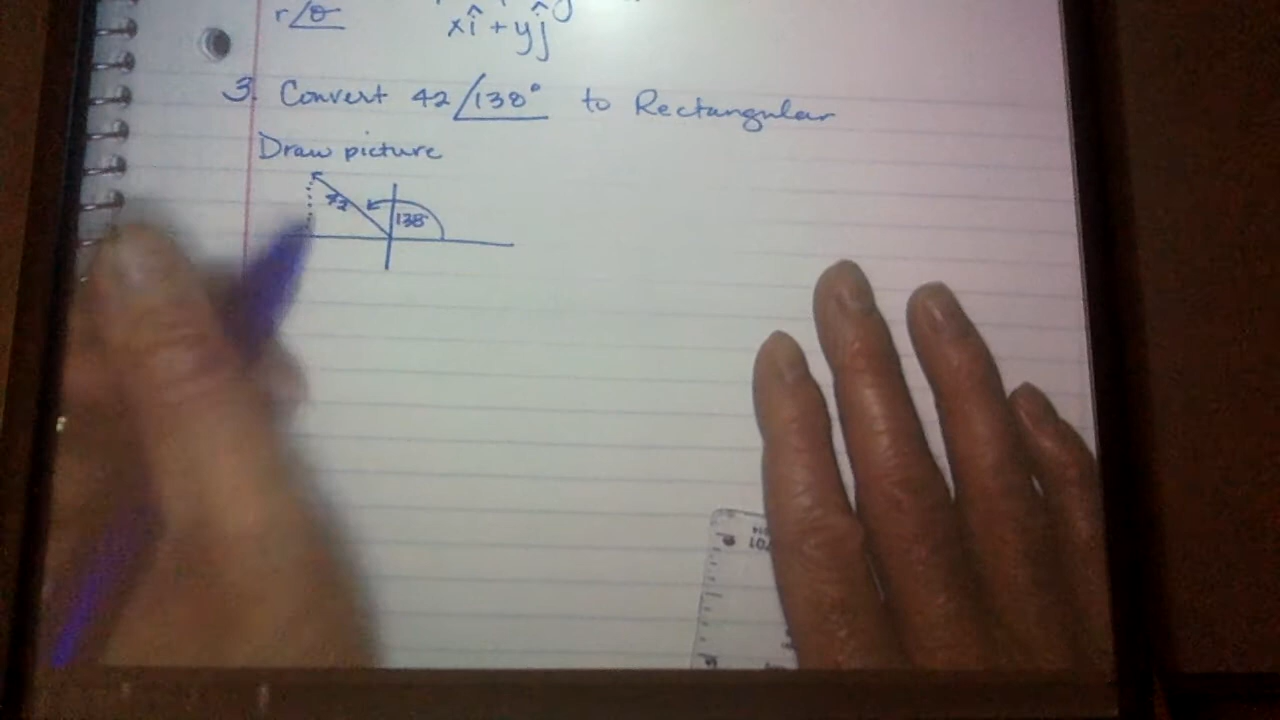 r∠θ
xî + yĵ
3. Convert 42 ∠138° to Rectangular
Draw picture
42
138°